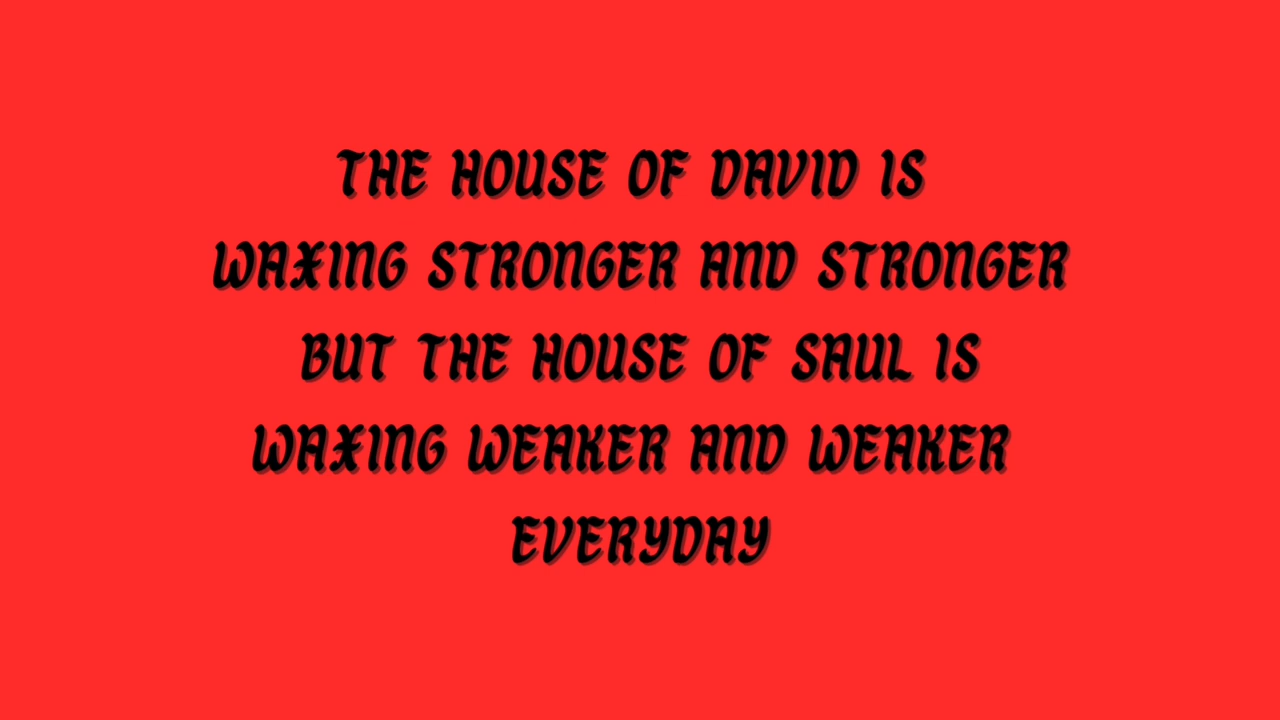 THE HOUSE OF DAVID IS
WAXING STRONGER AND STRONGER
BUT THE HOUSE OF SAUL IS
WAXING WEAKER AND WEAKER
EVERYDAY